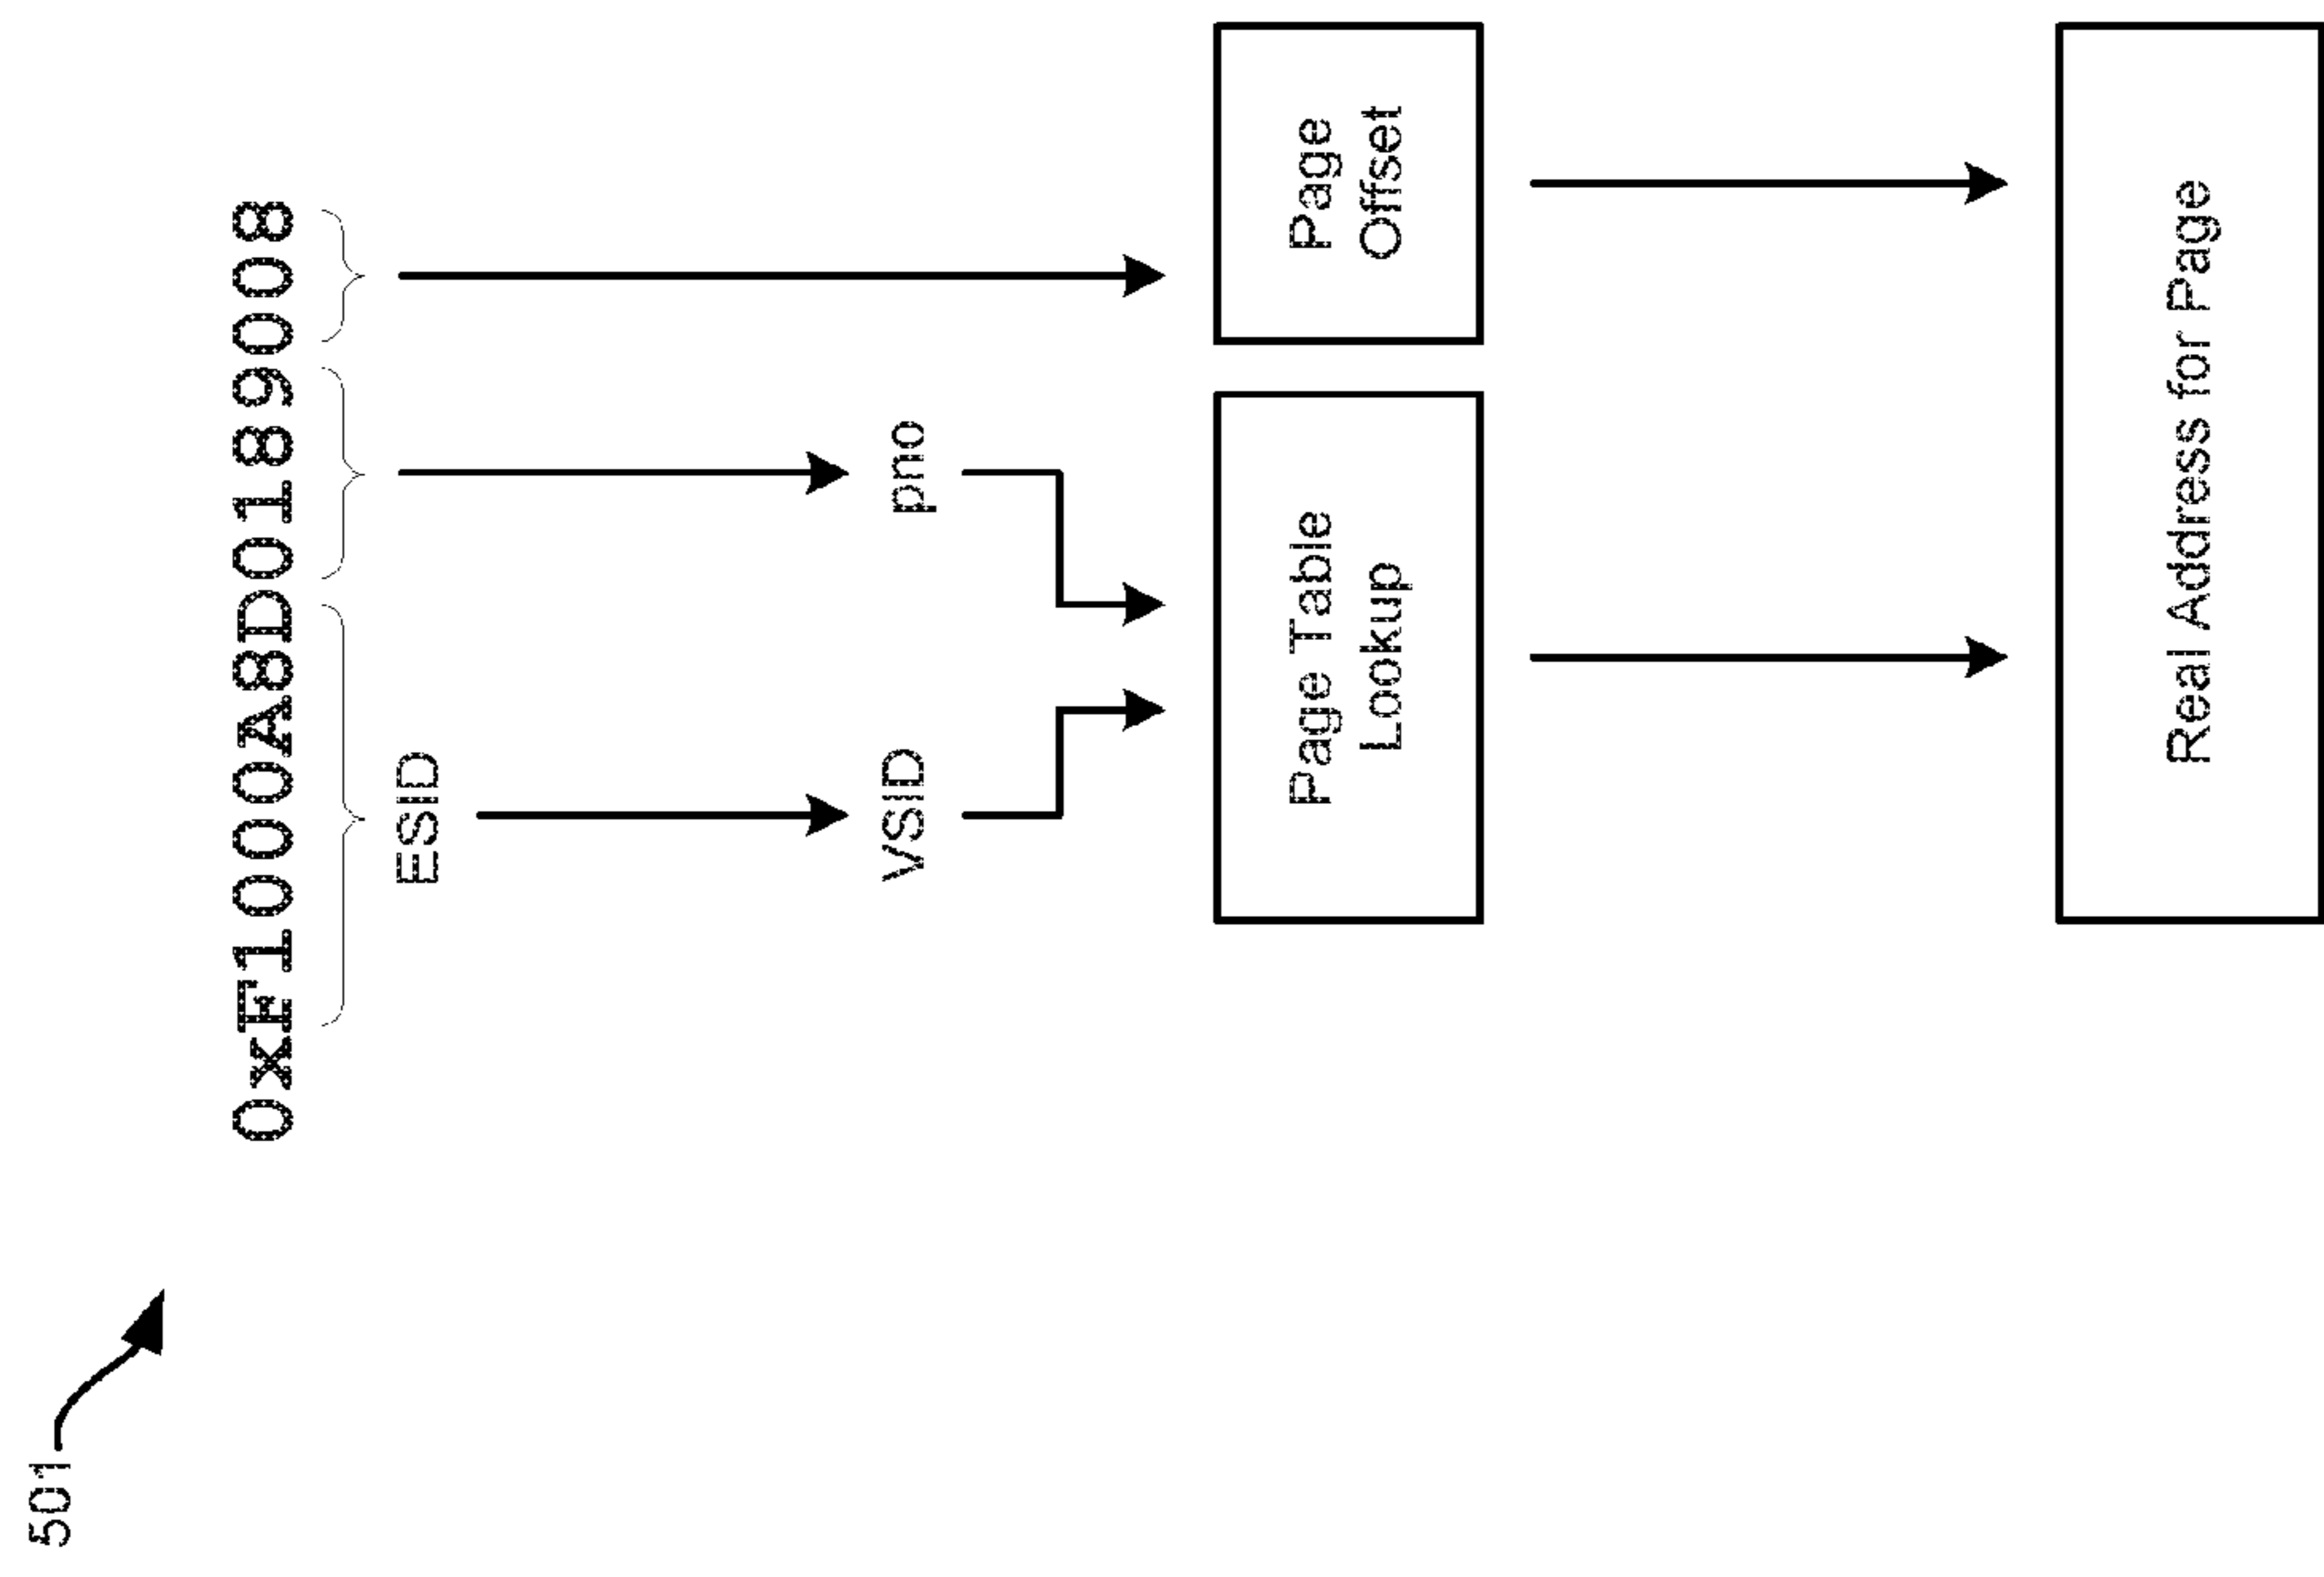 501
0xF1000A8D0189008
ESID
VSID
pno
Page Table
Lookup
Page
Offset
Real Address for Page